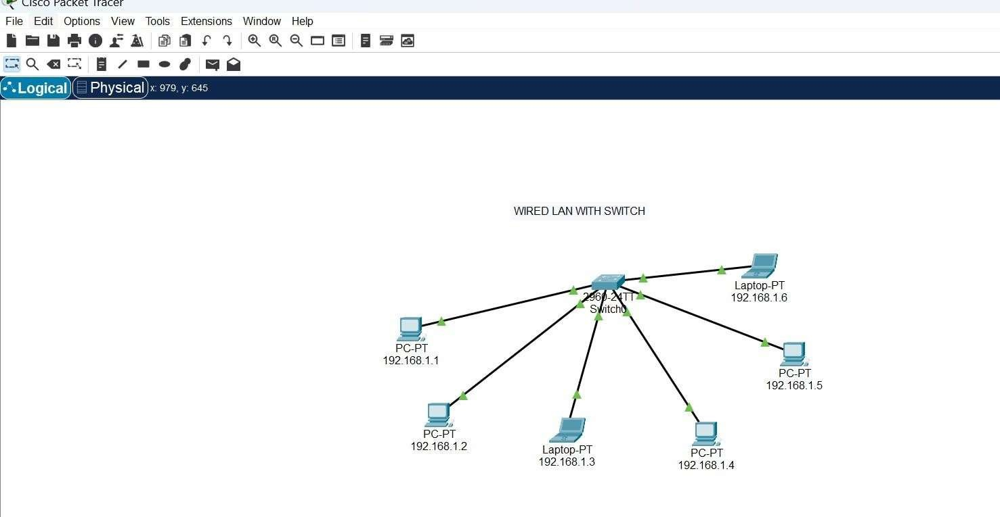 Cisco Packet Tracer
File Edit Options View Tools Extensions Window Help
Logical Physical x: 979, y: 645
WIRED LAN WITH SWITCH
2960-24TT
Switch0
Laptop-PT
192.168.1.6
PC-PT
192.168.1.1
PC-PT
192.168.1.5
PC-PT
192.168.1.2
Laptop-PT
192.168.1.3
PC-PT
192.168.1.4